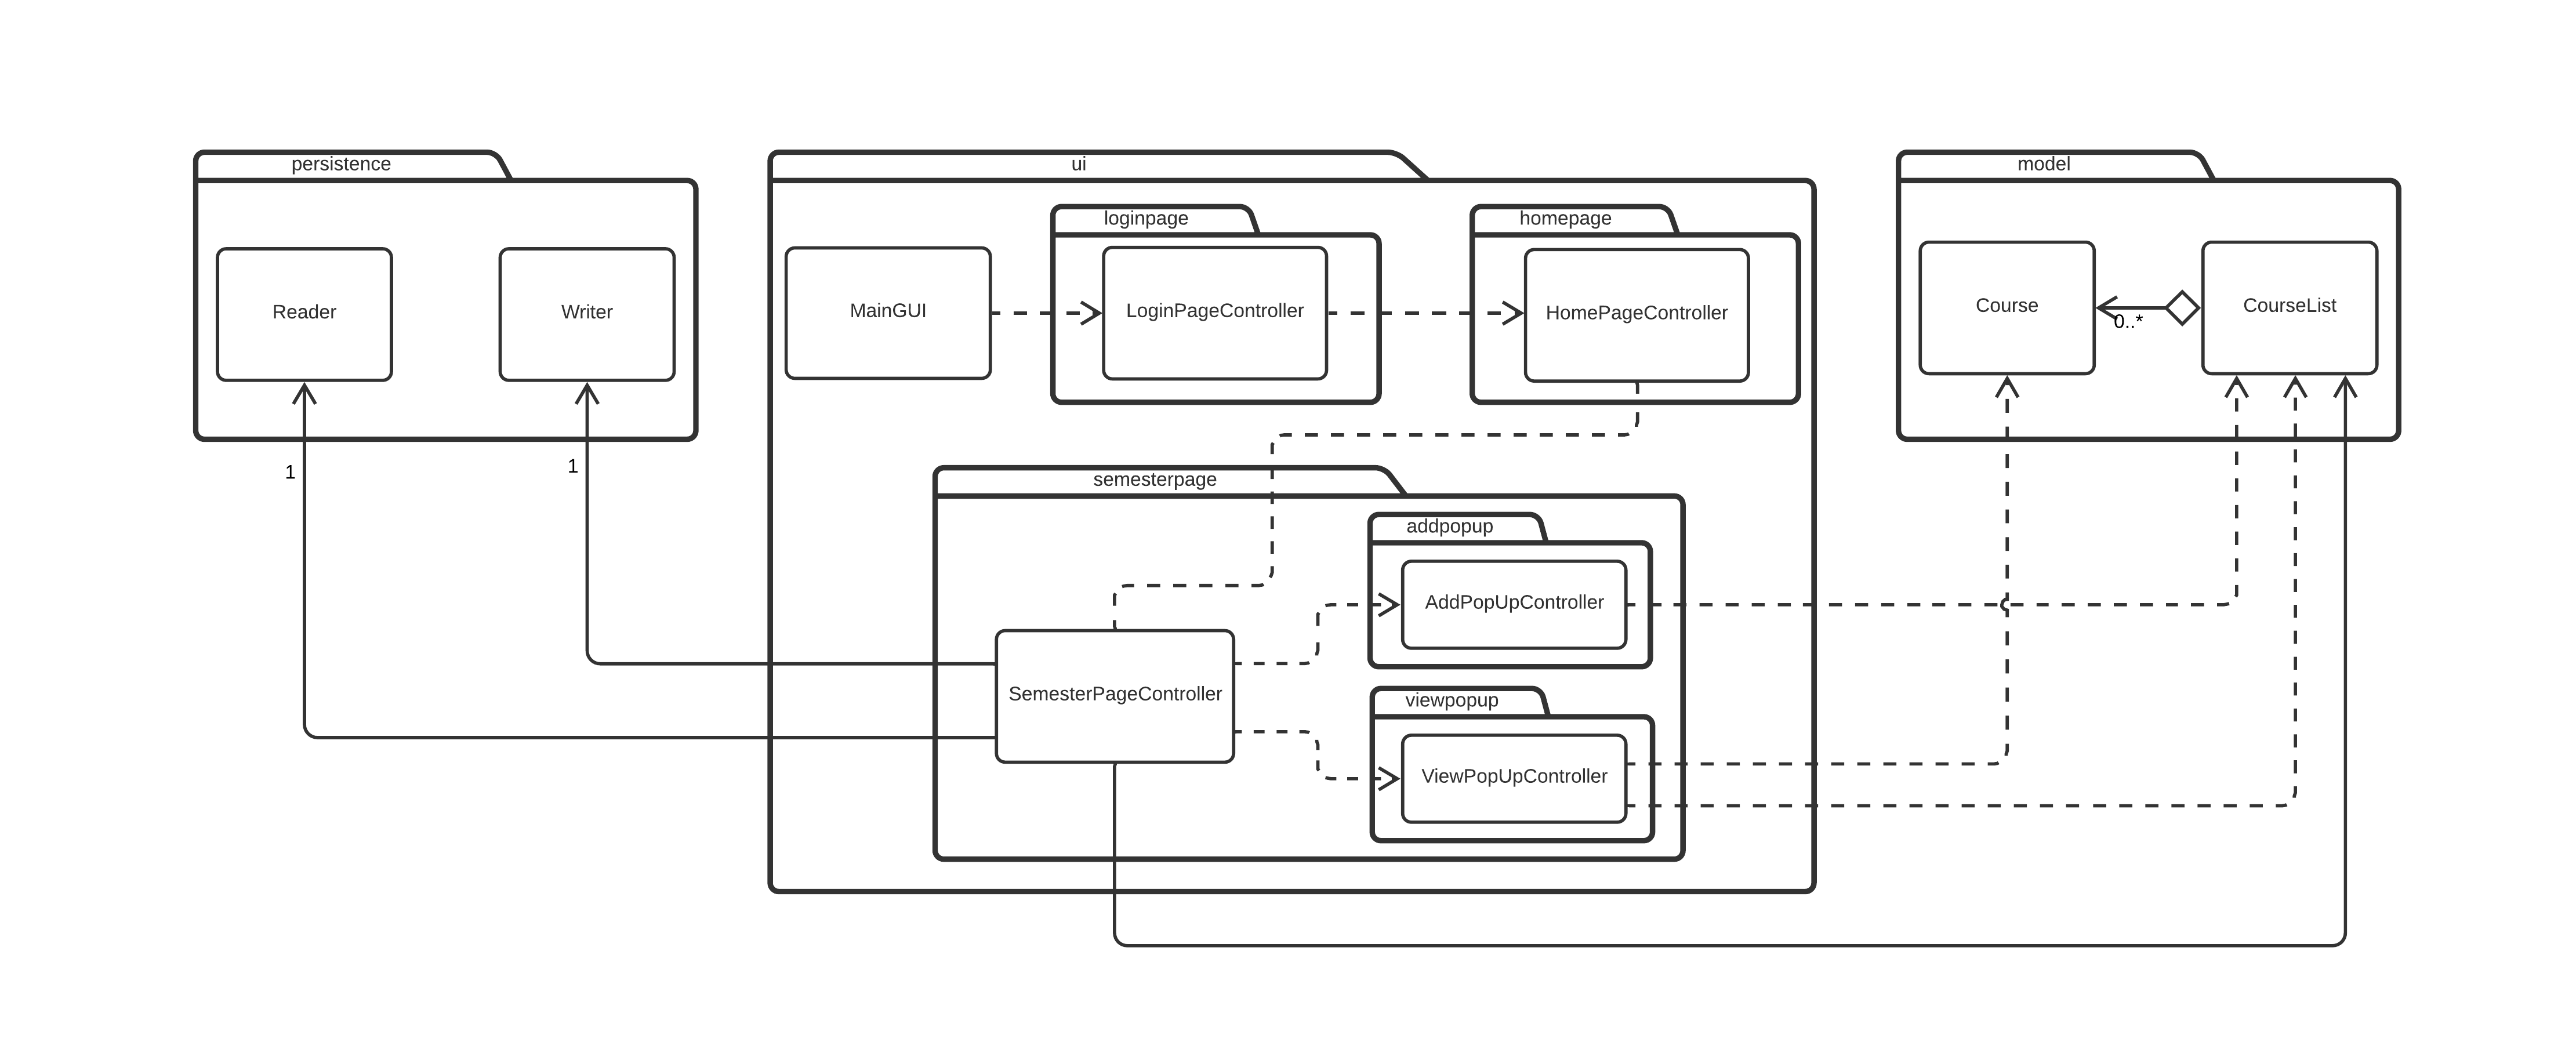 persistence
ui
model
loginpage
homepage
Reader
Writer
MainGUI
LoginPageController
HomePageController
Course
0..*
CourseList
1
1
semesterpage
addpopup
AddPopUpController
SemesterPageController
viewpopup
ViewPopUpController